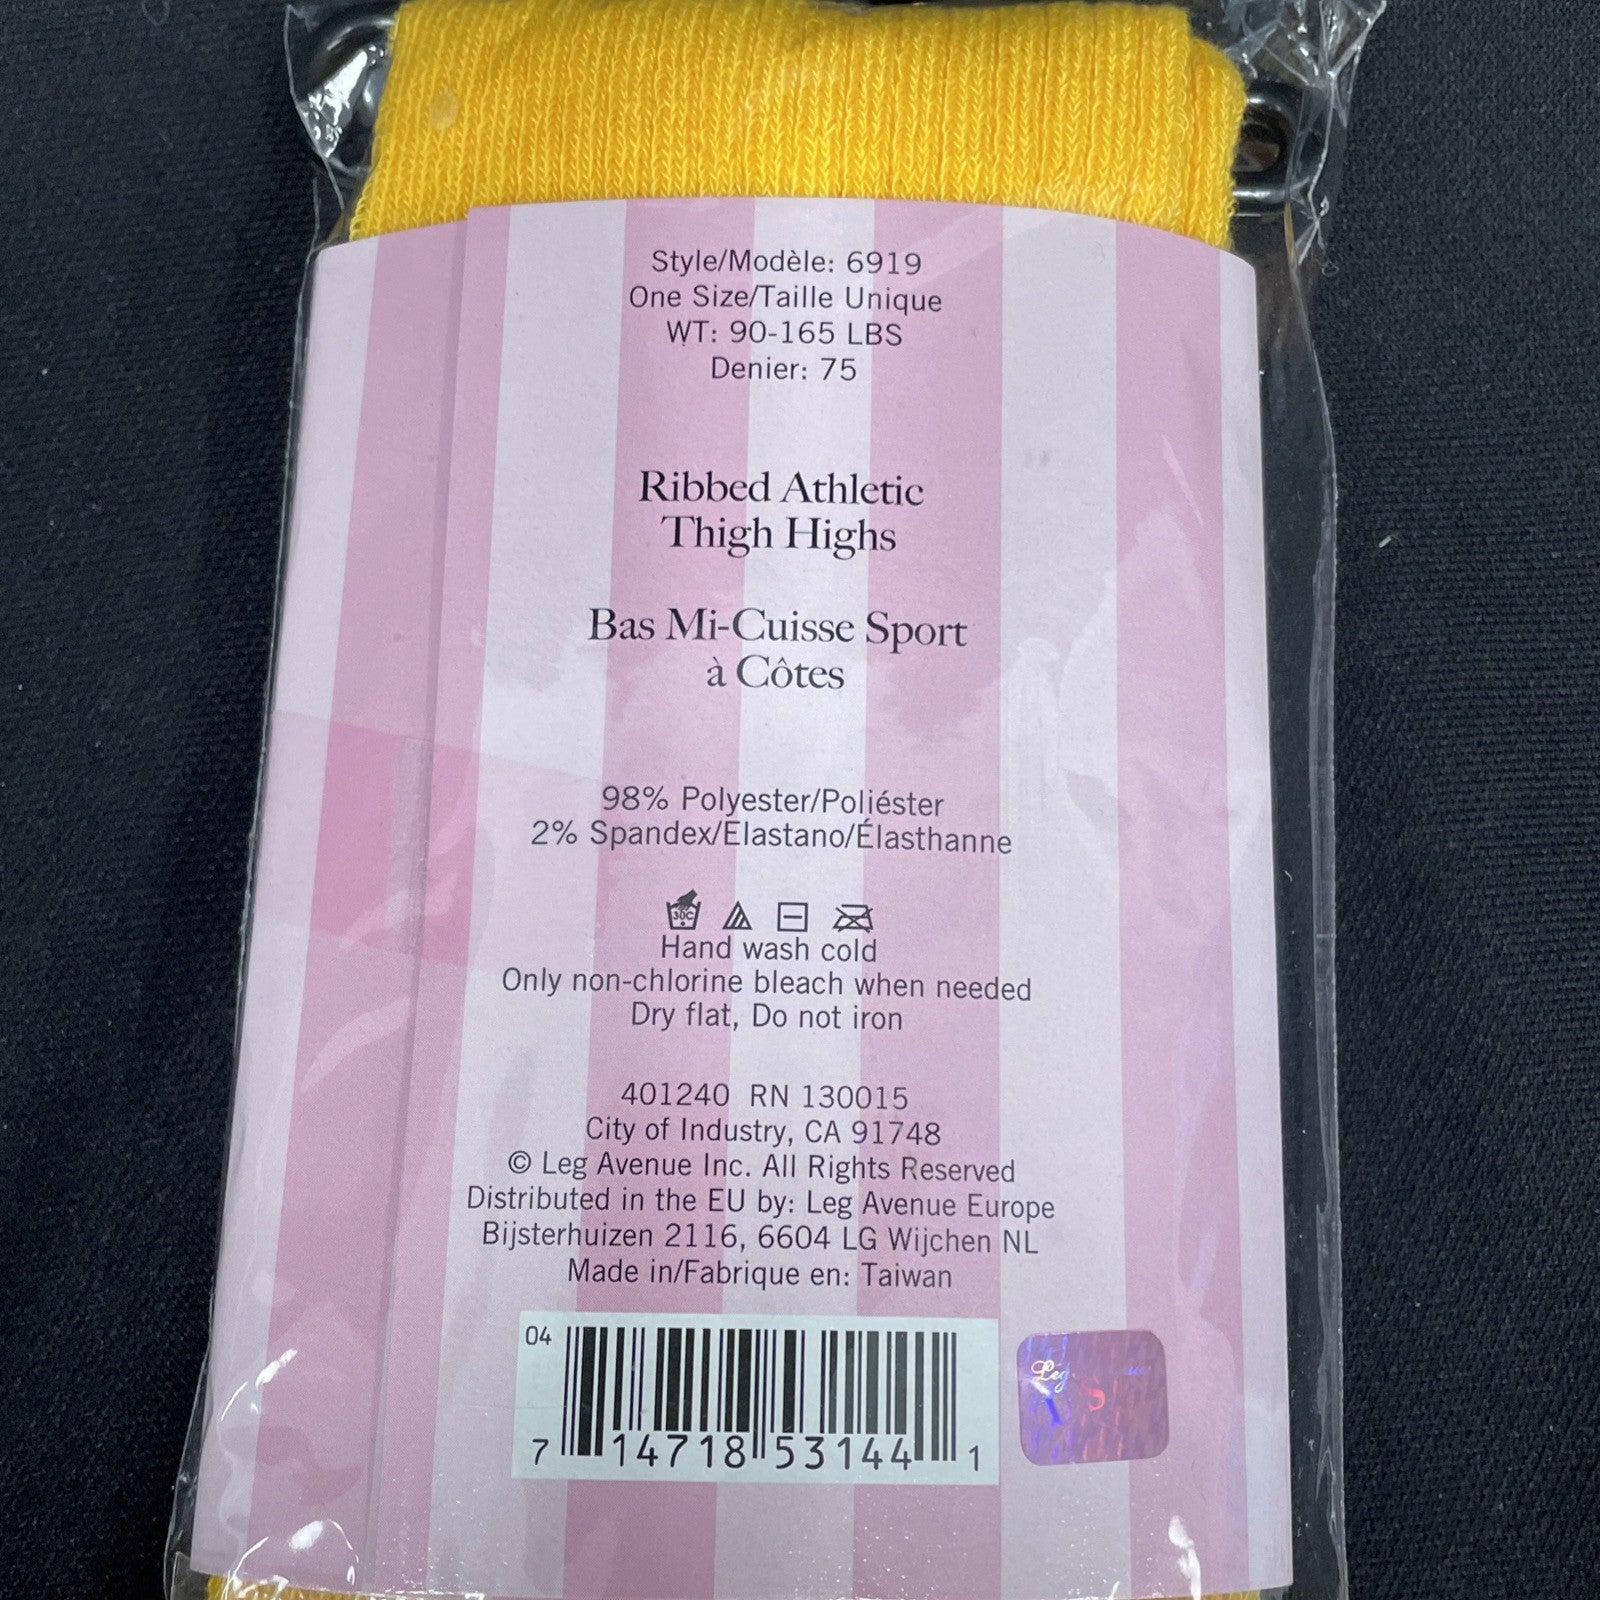 Style/Modèle: 6919
One Size/Taille Unique
WT: 90-165 LBS
Denier: 75
Ribbed Athletic
Thigh Highs
Bas Mi-Cuisse Sport
à Côtes
98% Polyester/Poliéster
2% Spandex/Elastano/Élasthanne
30C
Hand wash cold
Only non-chlorine bleach when needed
Dry flat, Do not iron
401240 RN 130015
City of Industry, CA 91748
© Leg Avenue Inc. All Rights Reserved
Distributed in the EU by: Leg Avenue Europe
Bijsterhuizen 2116, 6604 LG Wijchen NL
Made in/Fabrique en: Taiwan
04
7 14718 53144 1
Leg